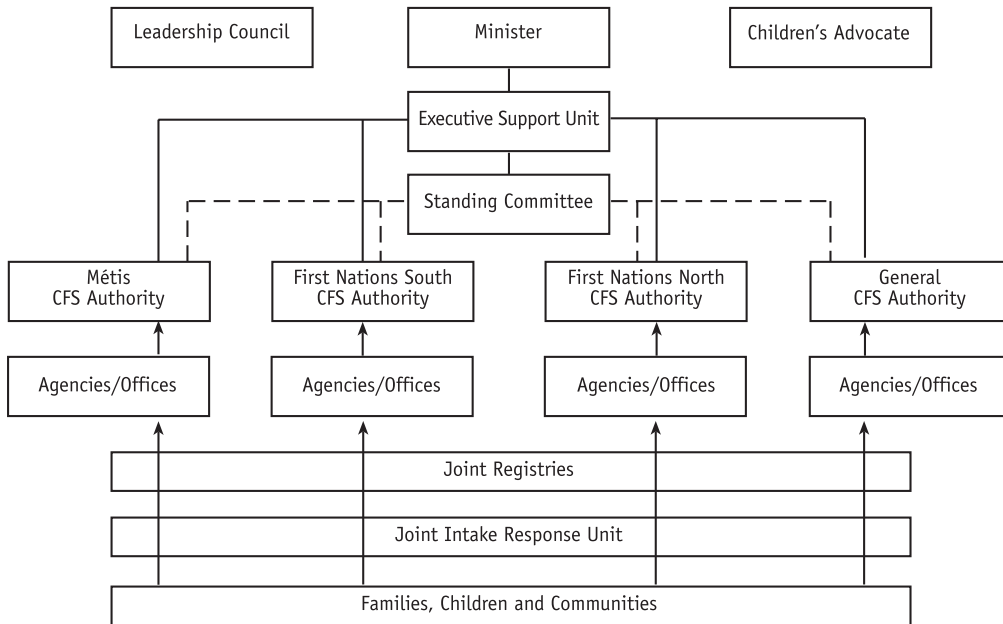 Leadership Council
Minister
Children's Advocate
Executive Support Unit
Standing Committee
Métis
CFS Authority
First Nations South
CFS Authority
First Nations North
CFS Authority
General
CFS Authority
Agencies/Offices
Agencies/Offices
Agencies/Offices
Agencies/Offices
Joint Registries
Joint Intake Response Unit
Families, Children and Communities